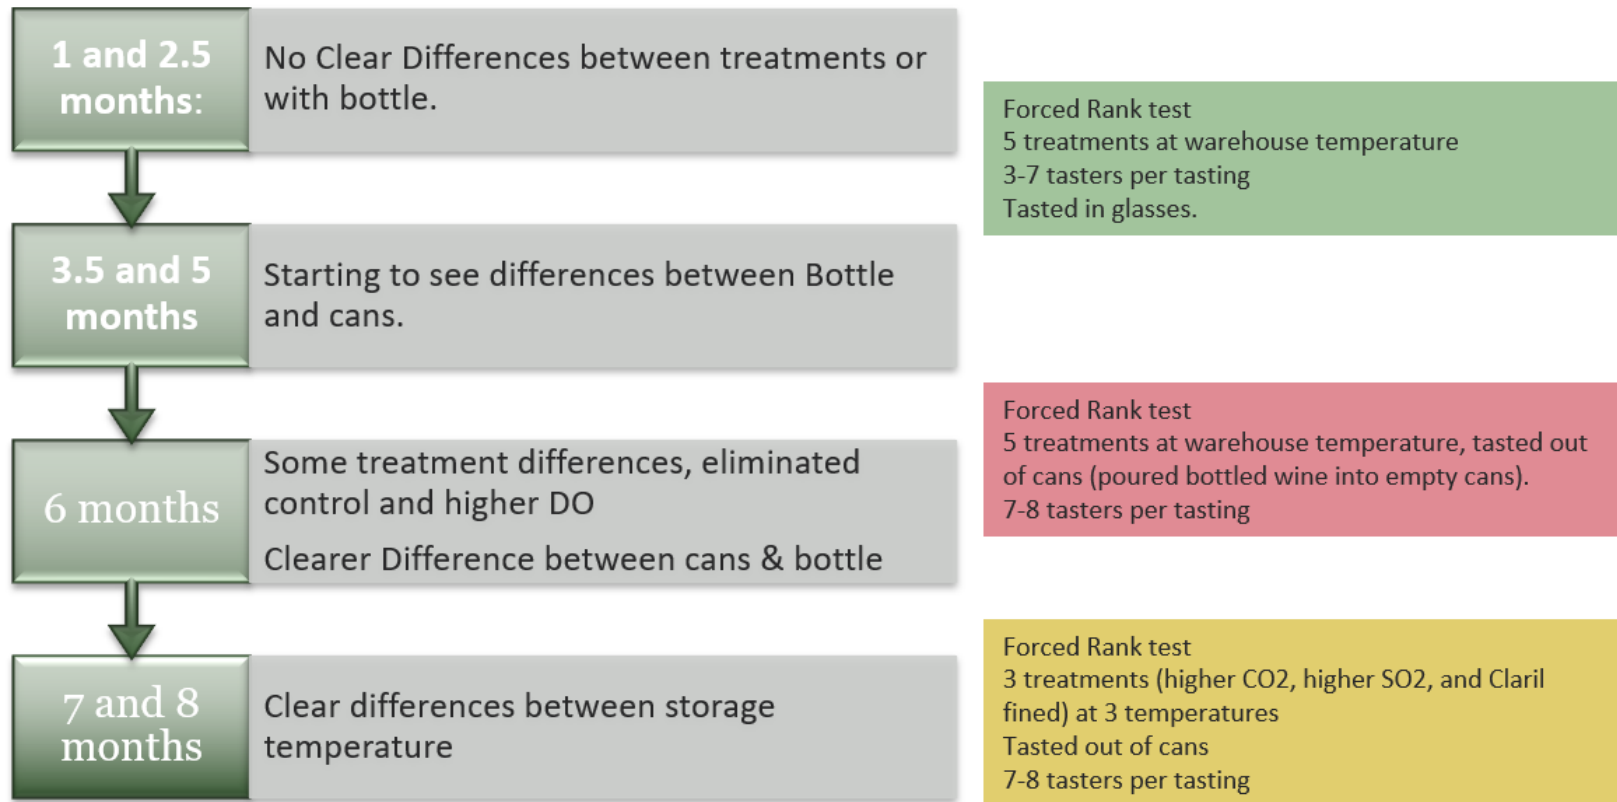 1 and 2.5
months:
No Clear Differences between treatments or
with bottle.
Forced Rank test
5 treatments at warehouse temperature
3-7 tasters per tasting
Tasted in glasses.
3.5 and 5
months
Starting to see differences between Bottle
and cans.
Forced Rank test
5 treatments at warehouse temperature, tasted out
of cans (poured bottled wine into empty cans).
7-8 tasters per tasting
6 months
Some treatment differences, eliminated
control and higher DO
Clearer Difference between cans & bottle
Forced Rank test
3 treatments (higher CO2, higher SO2, and Claril
fined) at 3 temperatures
Tasted out of cans
7-8 tasters per tasting
7 and 8
months
Clear differences between storage
temperature